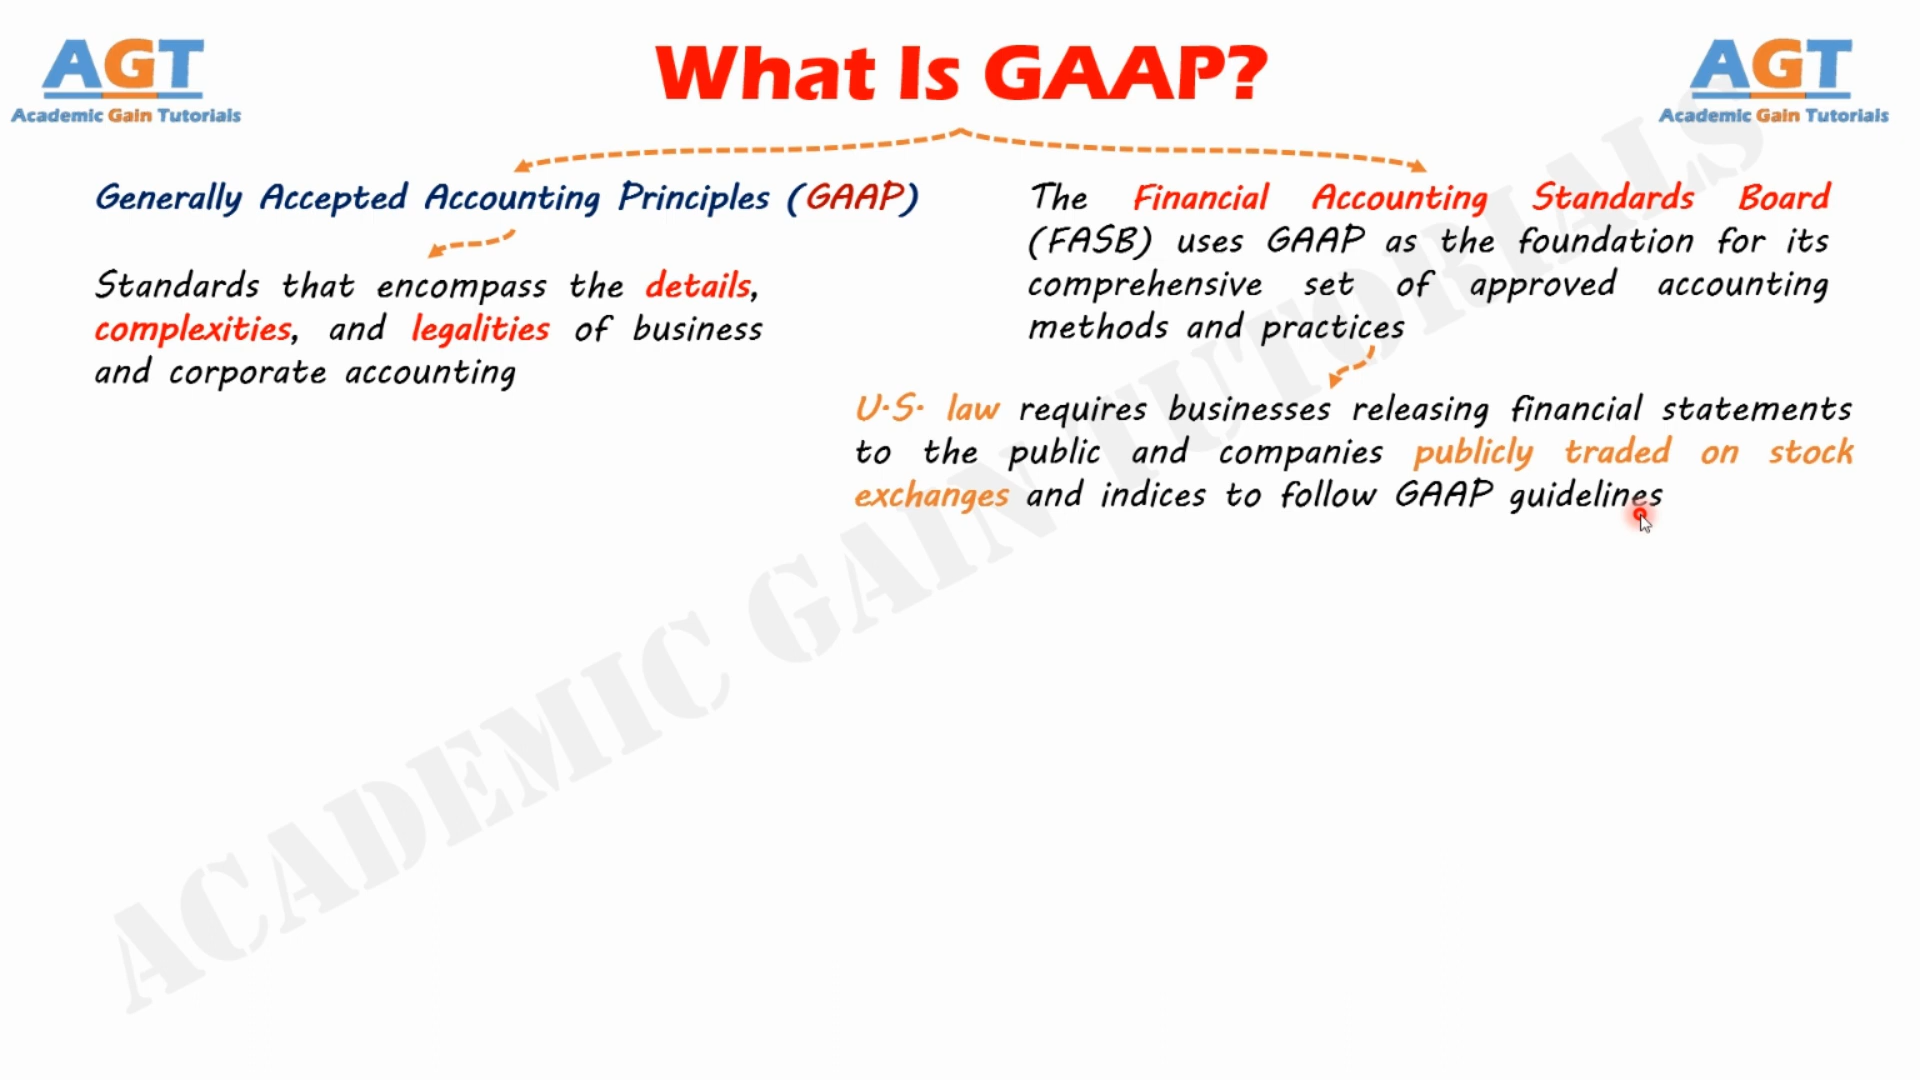 AGT
Academic Gain Tutorials
What Is GAAP?
AGT
Academic Gain Tutorials
Generally Accepted Accounting Principles (GAAP)
Standards that encompass the details,
complexities, and legalities of business
and corporate accounting
The Financial Accounting Standards Board
(FASB) uses GAAP as the foundation for its
comprehensive set of approved accounting
methods and practices
U.S. law requires businesses releasing financial statements
to the public and companies publicly traded on stock
exchanges and indices to follow GAAP guidelines
ACADEMIC GAIN TUTORIALS